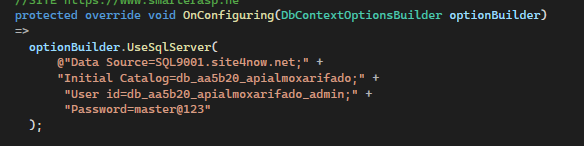 //SITE https://www.smarterasp.ne
protected override void OnConfiguring(DbContextOptionsBuilder optionBuilder)
=>
optionBuilder.UseSqlServer(
@"Data Source=SQL9001.site4now.net;" +
"Initial Catalog=db_aa5b20_apialmoxarifado;" +
"User id=db_aa5b20_apialmoxarifado_admin;" +
"Password=master@123"
);